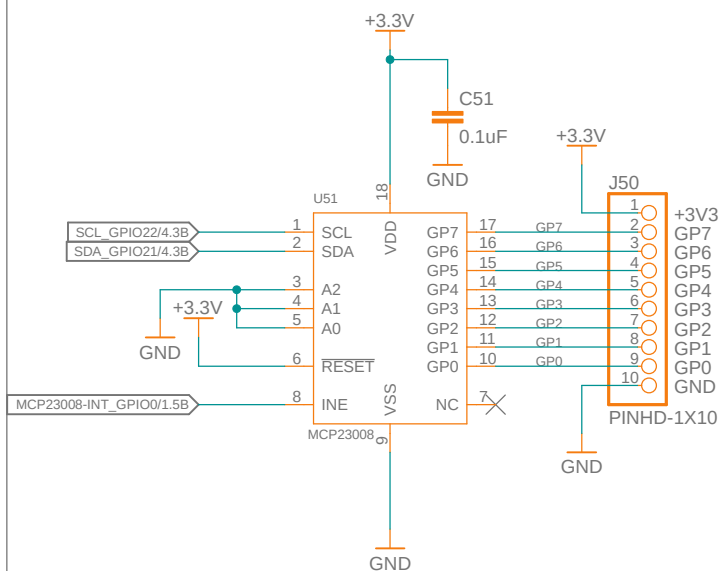 +3.3V
C51
0.1uF
GND
+3.3V
J50
U51
18
VDD
1
+3V3
SCL_GPIO22/4.3B
1
SCL
GP7
17
GP7
2
GP7
SDA_GPIO21/4.3B
2
SDA
GP6
16
GP6
3
GP6
GP5
15
GP5
4
GP5
3
A2
GP4
14
GP4
5
GP4
+3.3V
4
A1
GP3
13
GP3
6
GP3
5
A0
GP2
12
GP2
7
GP2
GND
GP1
11
GP1
8
GP1
6
RESET
GP0
10
GP0
9
GP0
10
GND
MCP23008-INT_GPIO0/1.5B
8
INE
VSS
NC
7
PINHD-1X10
MCP23008
9
GND
GND